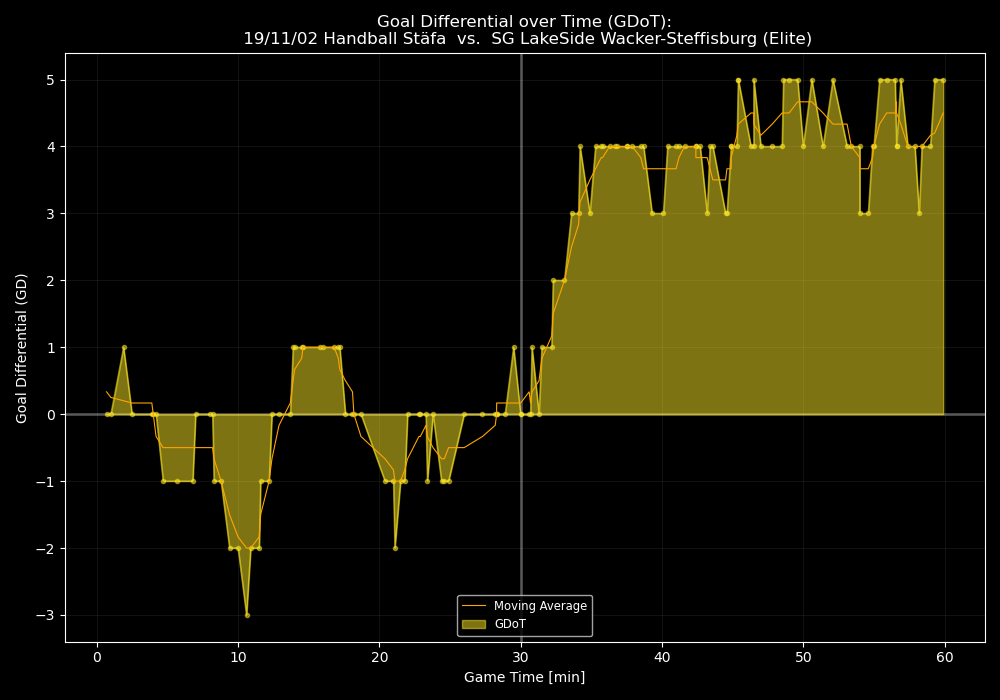 Goal Differential over Time (GDoT):
19/11/02 Handball Stäfa  vs.  SG LakeSide Wacker-Steffisburg (Elite)
Goal Differential (GD)
5
4
3
2
1
0
−1
−2
−3
Moving Average
GDoT
0 10 20 30 40 50 60
Game Time [min]